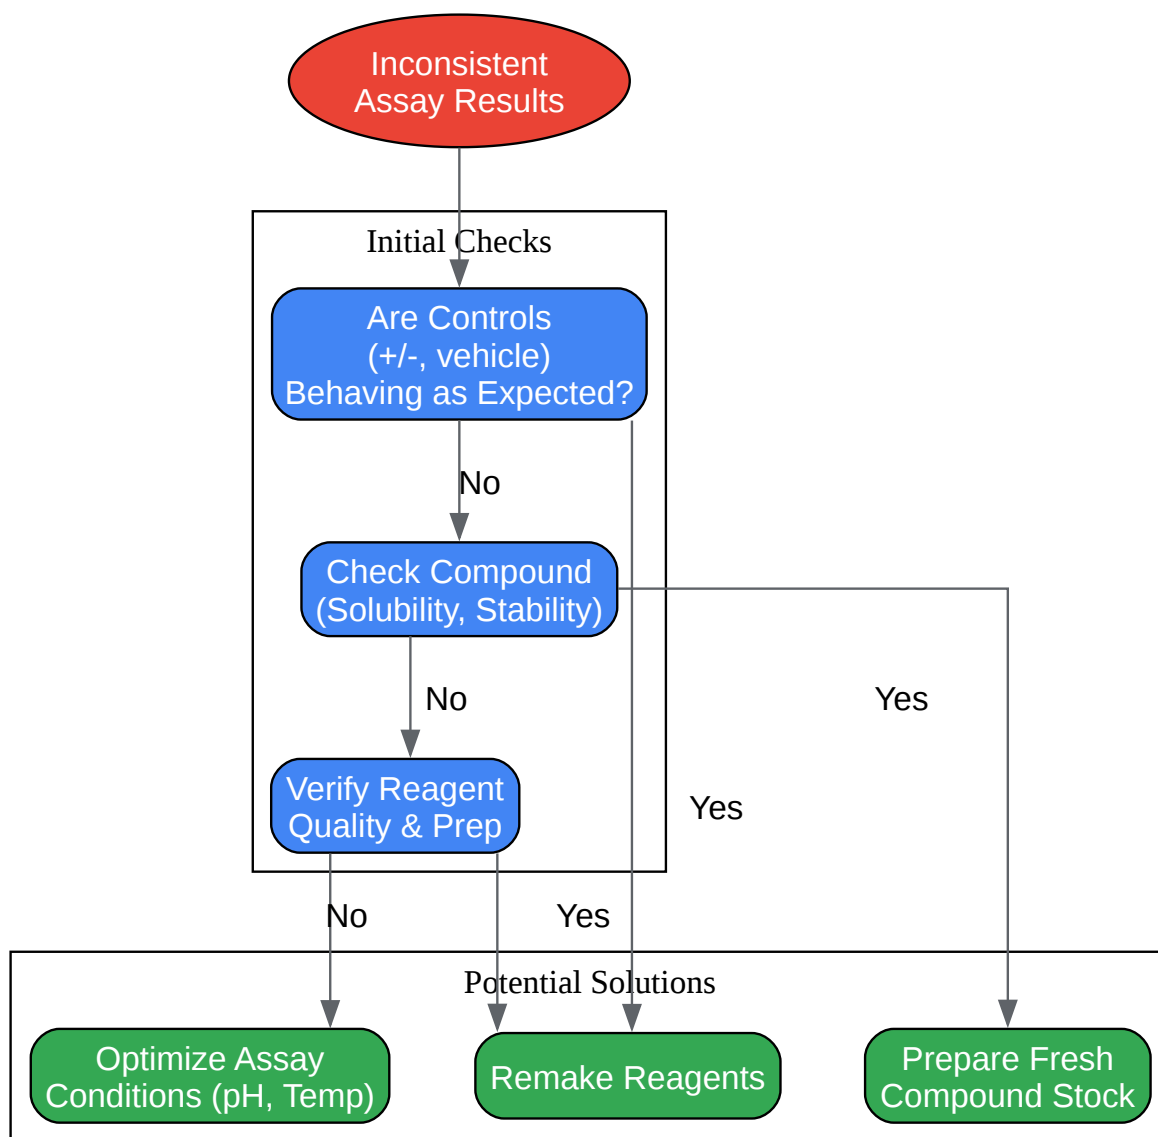 Inconsistent
Assay Results
Initial Checks
Are Controls
(+/-, vehicle)
Behaving as Expected?
No
Check Compound
(Solubility, Stability)
No
Yes
Verify Reagent
Quality & Prep
Yes
No
Yes
Potential Solutions
Optimize Assay
Conditions (pH, Temp)
Remake Reagents
Prepare Fresh
Compound Stock